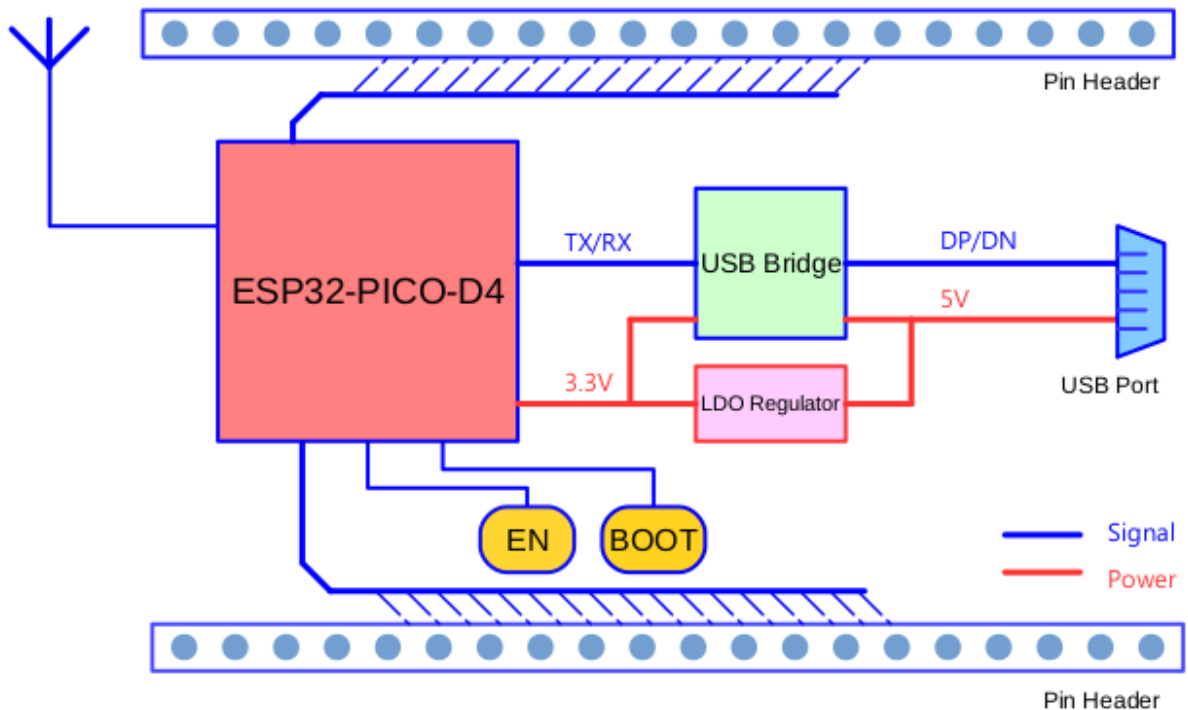 Pin Header
TX/RX
DP/DN
USB Bridge
ESP32-PICO-D4
5V
3.3V
LDO Regulator
USB Port
EN
BOOT
Signal
Power
Pin Header